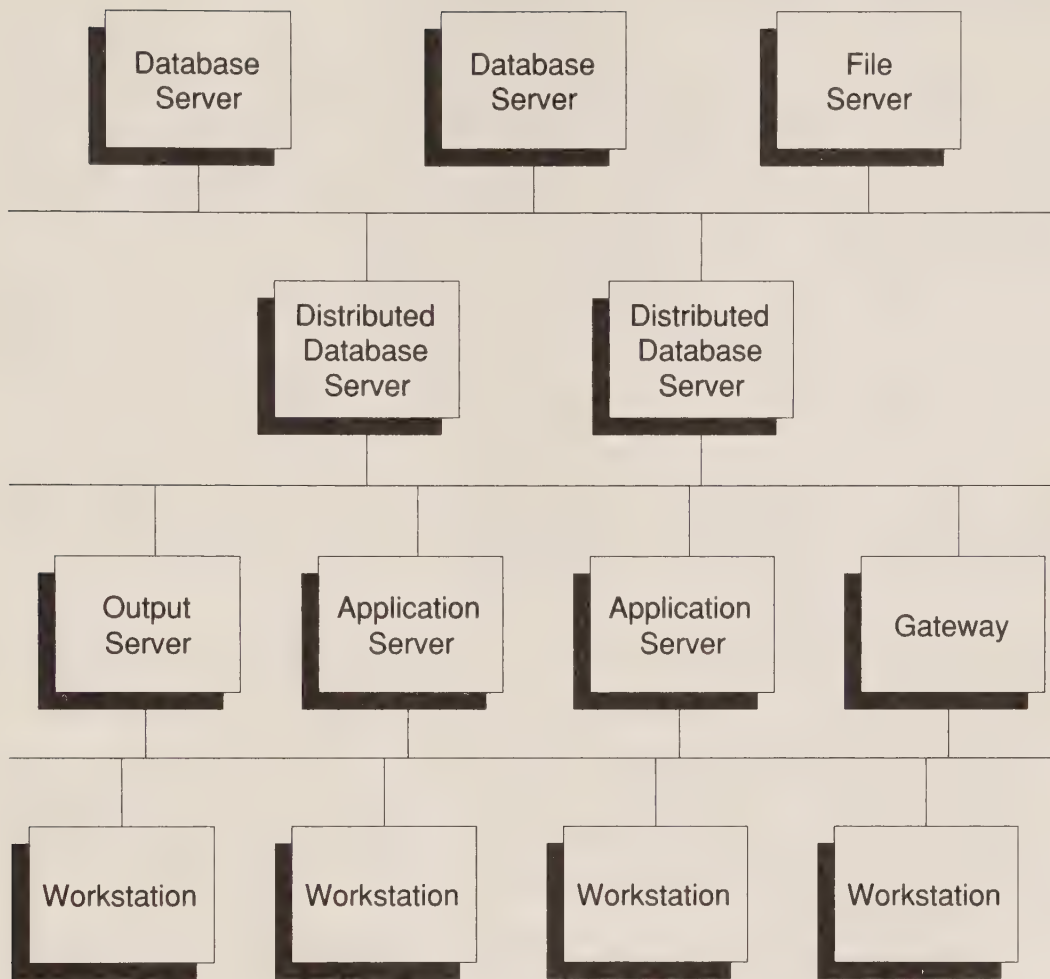 Database
Server
Database
Server
File
Server
Distributed
Database
Server
Distributed
Database
Server
Output
Server
Application
Server
Application
Server
Gateway
Workstation
Workstation
Workstation
Workstation